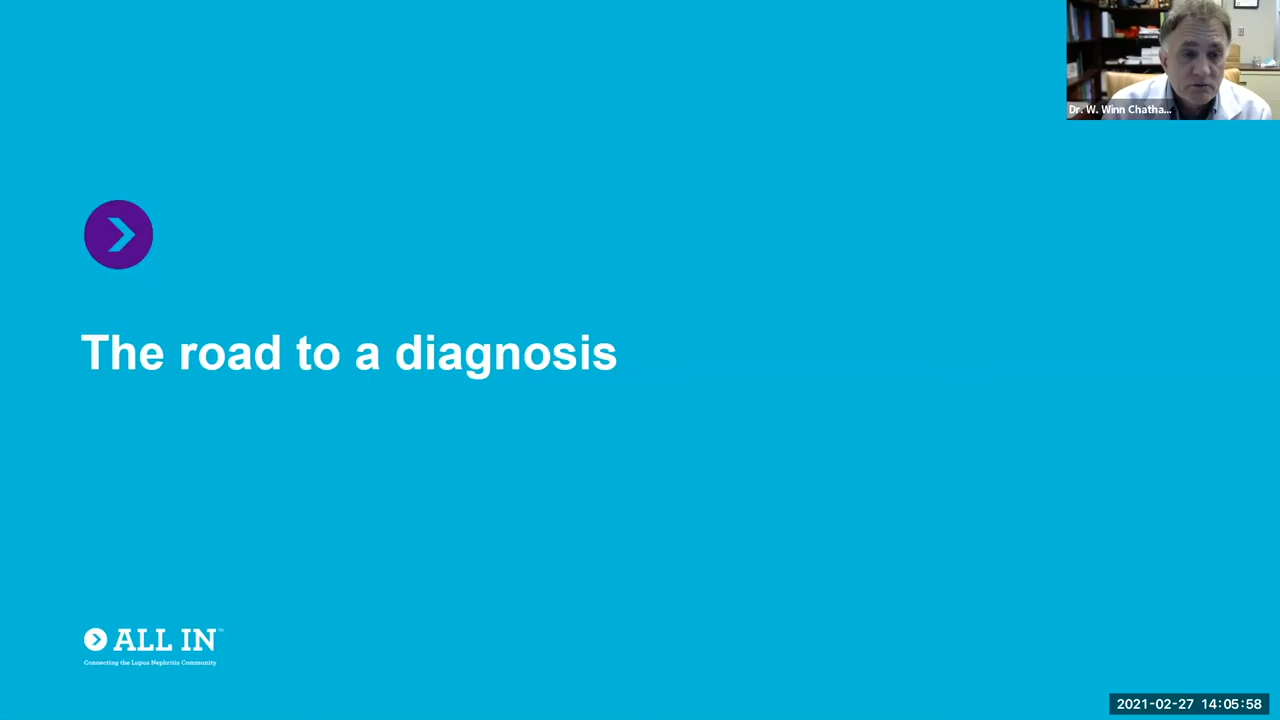 Dr. W. Winn Chatha...
The road to a diagnosis
ALL IN™
Connecting the Lupus Nephritis Community
2021-02-27 14:05:58